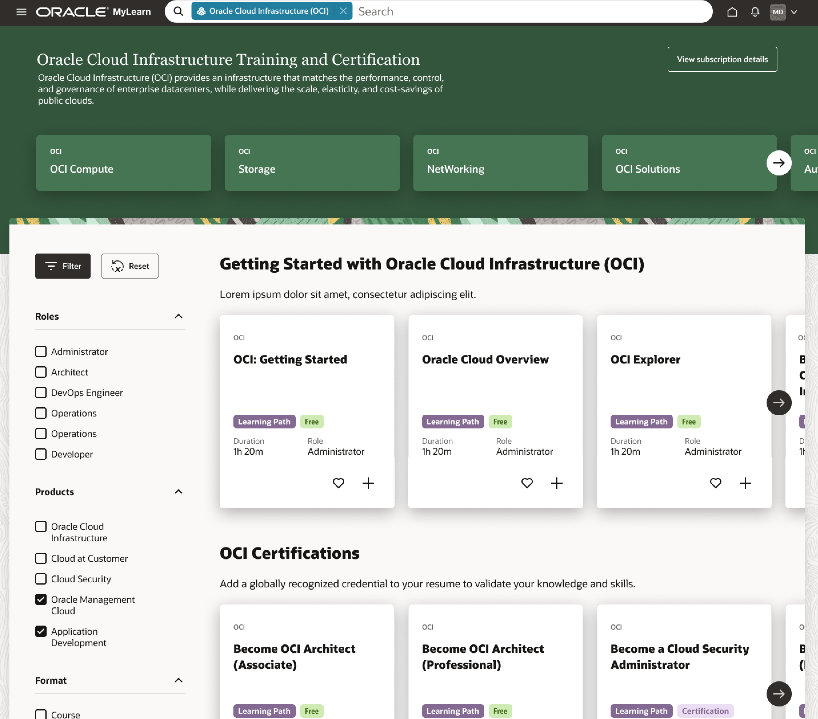 ORACLE MyLearn
Oracle Cloud Infrastructure (OCI)
Search
MD
Oracle Cloud Infrastructure Training and Certification
Oracle Cloud Infrastructure (OCI) provides an infrastructure that matches the performance, control,
and governance of enterprise datacenters, while delivering the scale, elasticity, and cost-savings of
public clouds.
View subscription details
OCI
OCI Compute
OCI
Storage
OCI
NetWorking
OCI
OCI Solutions
OCI
Au
Filter
Reset
Roles
Administrator
Architect
DevOps Engineer
Operations
Operations
Developer
Products
Oracle Cloud
Infrastructure
Cloud at Customer
Cloud Security
Oracle Management
Cloud
Application
Development
Format
Course
Getting Started with Oracle Cloud Infrastructure (OCI)
Lorem ipsum dolor sit amet, consectetur adipiscing elit.
OCI
OCI: Getting Started
Learning Path Free
Duration Role
1h 20m Administrator
OCI
Oracle Cloud Overview
Learning Path Free
Duration Role
1h 20m Administrator
OCI
OCI Explorer
Learning Path Free
Duration Role
1h 20m Administrator
OCI Certifications
Add a globally recognized credential to your resume to validate your knowledge and skills.
OCI
Become OCI Architect
(Associate)
Learning Path Free
OCI
Become OCI Architect
(Professional)
Learning Path Free
OCI
Become a Cloud Security
Administrator
Learning Path Certification